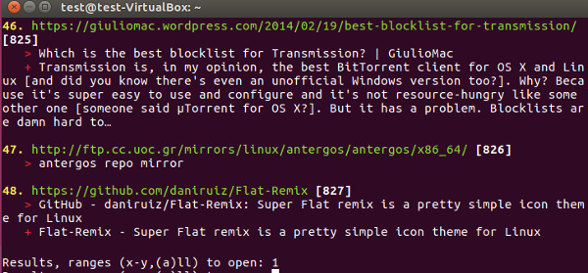 test@test-VirtualBox: ~
46. https://giuliomac.wordpress.com/2014/02/19/best-blocklist-for-transmission/
[825]
> Which is the best blocklist for Transmission? | GiulioMac
+ Transmission is, in my opinion, the best BitTorrent client for OS X and Lin
ux [and did you know there's even an unofficial Windows version too?]. Why? Beca
use it's super easy to use and configure and it's not resource-hungry like some
other one [someone said µTorrent for OS X?]. But it has a problem. Blocklists ar
e damn hard to…
47. http://ftp.cc.uoc.gr/mirrors/linux/antergos/antergos/x86_64/ [826]
> antergos repo mirror
48. https://github.com/daniruiz/Flat-Remix [827]
> GitHub - daniruiz/Flat-Remix: Super Flat remix is a pretty simple icon them
e for Linux
+ Flat-Remix - Super Flat remix is a pretty simple icon theme for Linux
Results, ranges (x-y,(a)ll) to open: 1